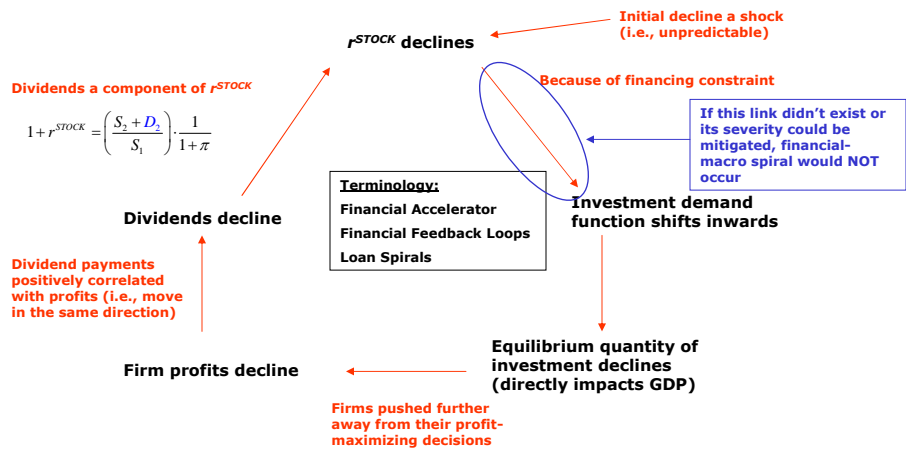 Initial decline a shock
(i.e., unpredictable)
r^STOCK declines
Because of financing constraint
Dividends a component of r^STOCK
1 + r^STOCK = ((S_2 + D_2) / S_1) · 1 / (1 + π)
If this link didn't exist or
its severity could be
mitigated, financial-
macro spiral would NOT
occur
Terminology:
Financial Accelerator
Financial Feedback Loops
Loan Spirals
Dividends decline
Investment demand
function shifts inwards
Dividend payments
positively correlated
with profits (i.e., move
in the same direction)
Equilibrium quantity of
investment declines
(directly impacts GDP)
Firm profits decline
Firms pushed further
away from their profit-
maximizing decisions